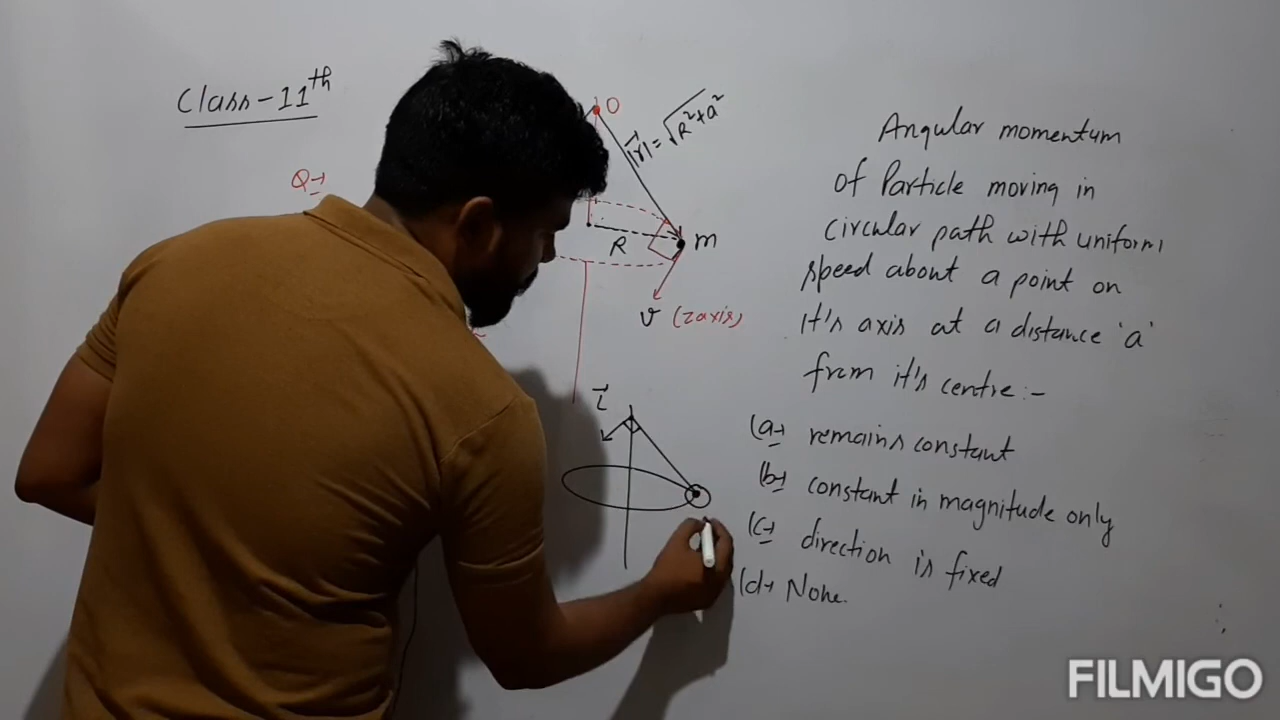 Class-11th
Q→
O
|r⃗| = √R²+a²
R
m
v (zaxis)
L⃗
Angular momentum
of Particle moving in
circular path with uniform
speed about a point on
it's axis at a distance 'a'
from it's centre:-
(a→ remains constant
(b→ constant in magnitude only
(c→ direction is fixed
(d→ None.
FILMIGO